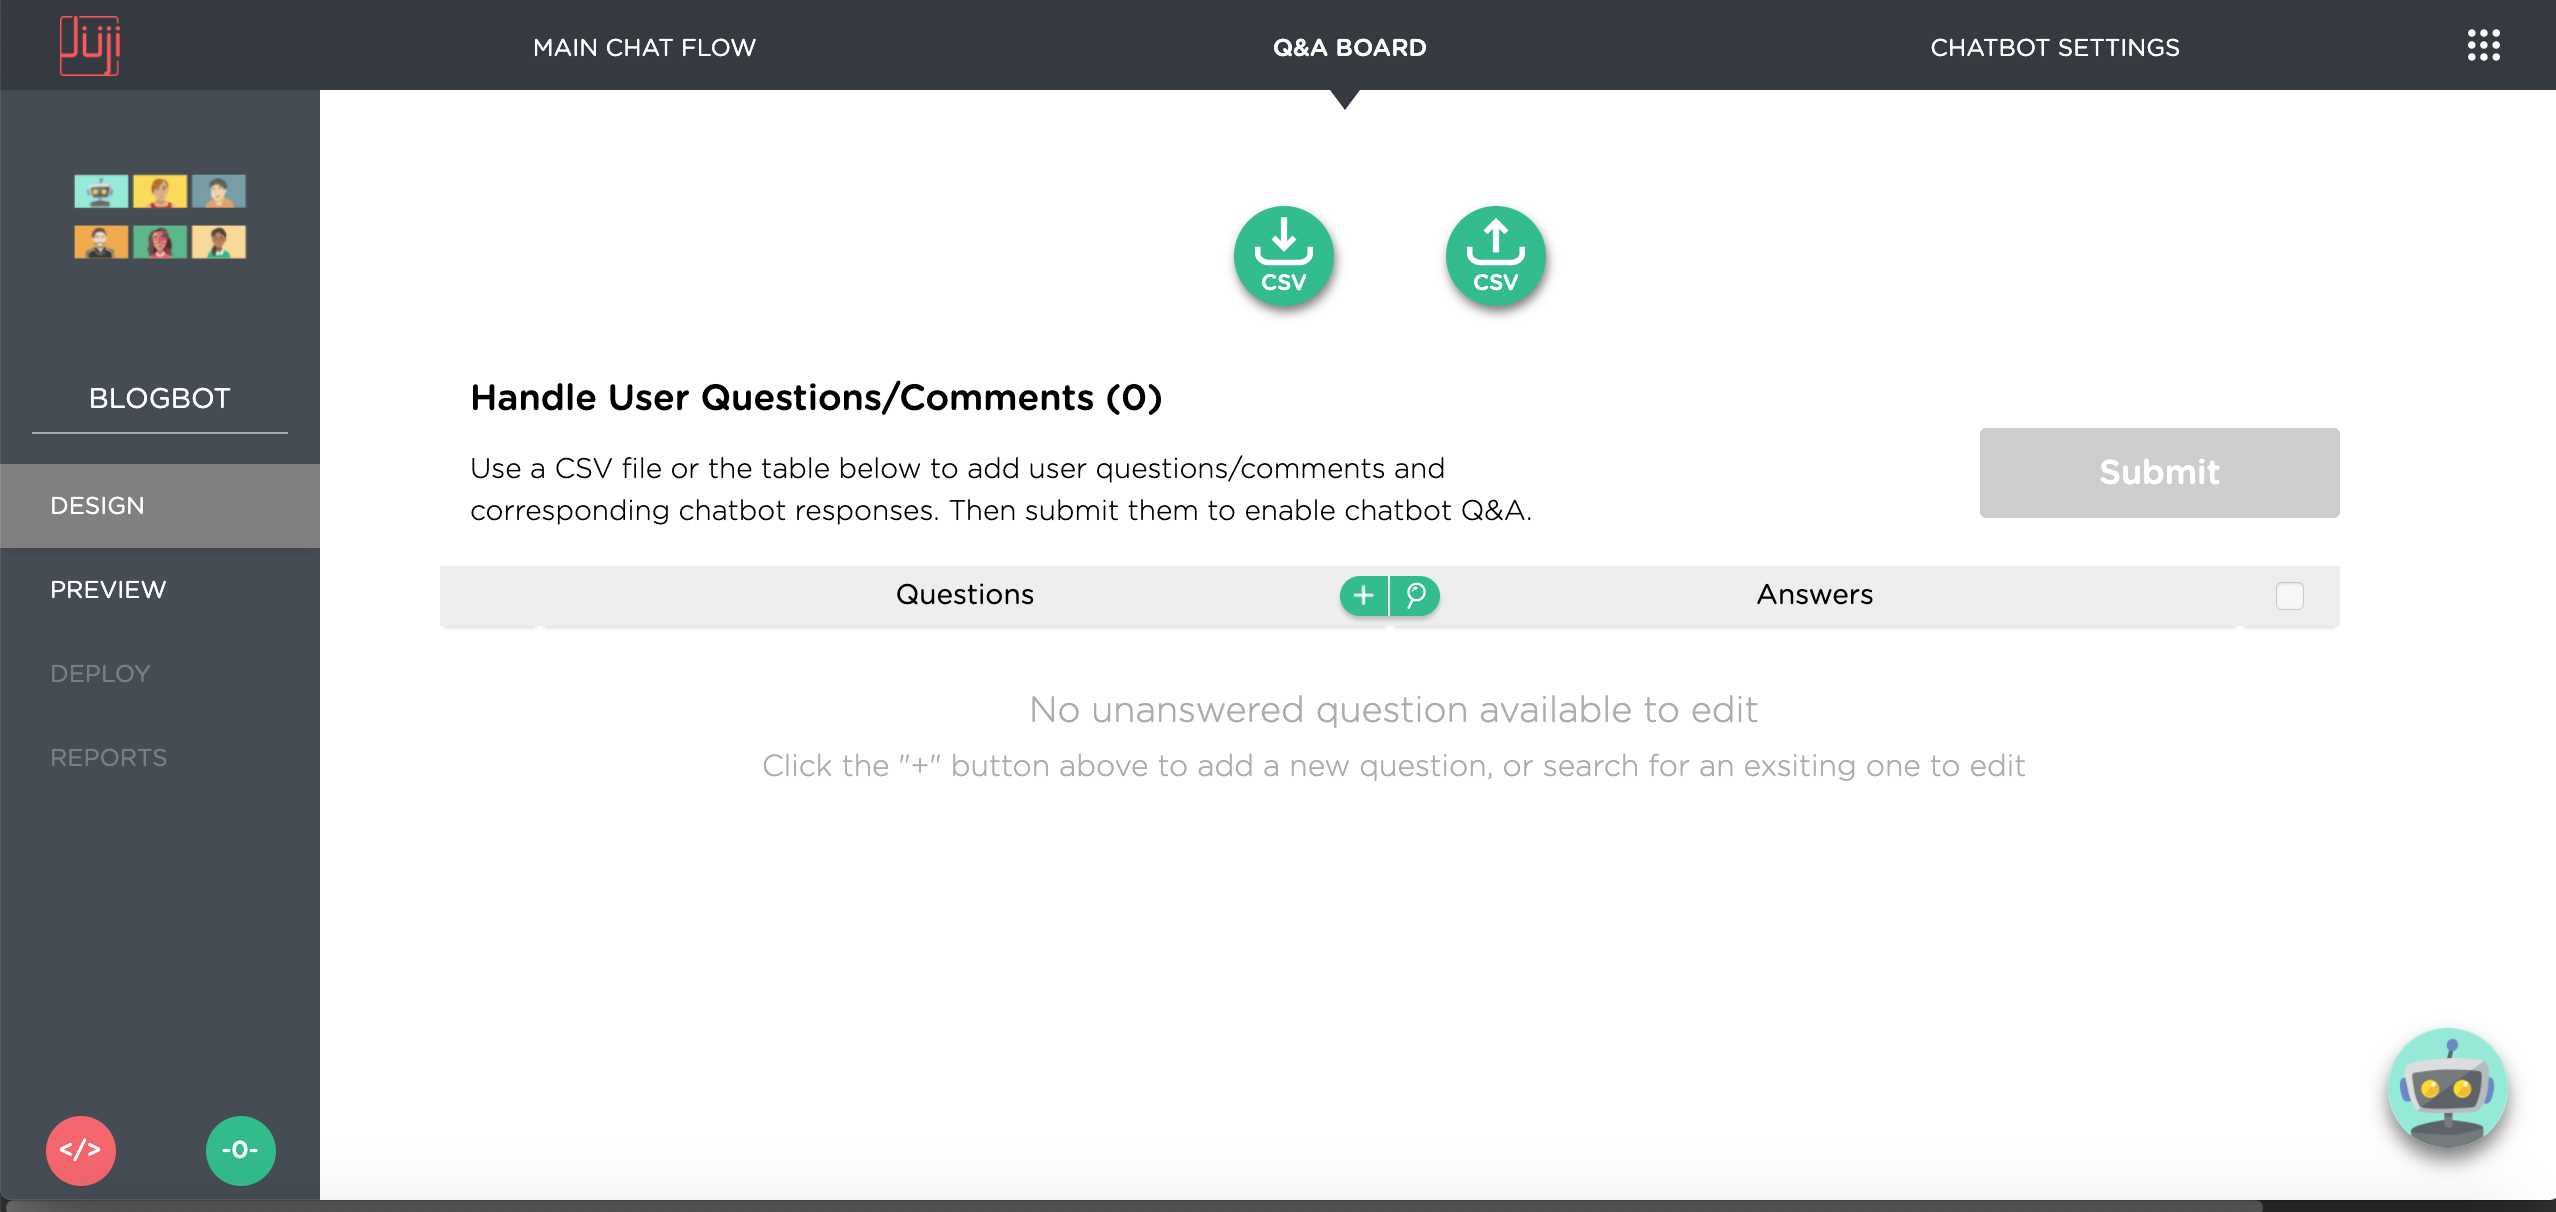 Juji
MAIN CHAT FLOW
Q&A BOARD
CHATBOT SETTINGS
CSV
CSV
BLOGBOT
DESIGN
PREVIEW
DEPLOY
REPORTS
</>
-0-
Handle User Questions/Comments (0)
Use a CSV file or the table below to add user questions/comments and
corresponding chatbot responses. Then submit them to enable chatbot Q&A.
Submit
Questions
+
Answers
No unanswered question available to edit
Click the "+" button above to add a new question, or search for an exsiting one to edit